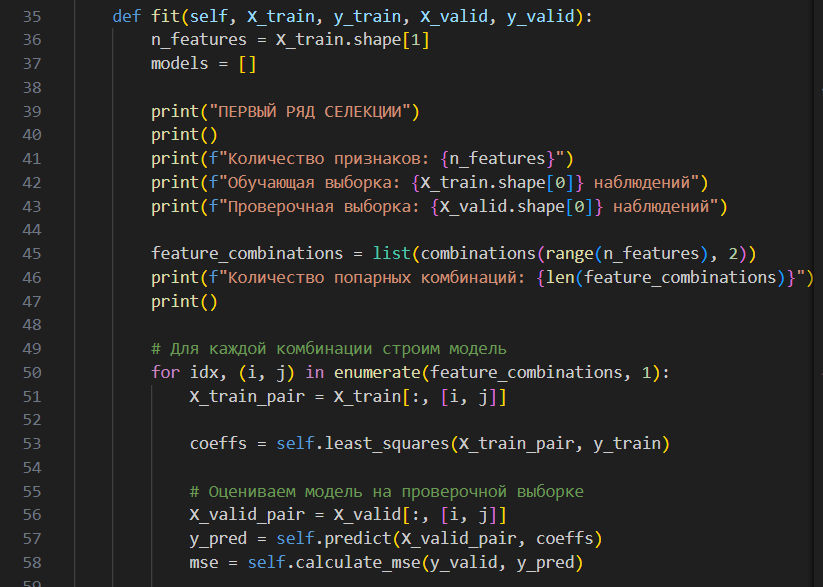 35 def fit(self, X_train, y_train, X_valid, y_valid):
36 n_features = X_train.shape[1]
37 models = []
38
39 print("ПЕРВЫЙ РЯД СЕЛЕКЦИИ")
40 print()
41 print(f"Количество признаков: {n_features}")
42 print(f"Обучающая выборка: {X_train.shape[0]} наблюдений")
43 print(f"Проверочная выборка: {X_valid.shape[0]} наблюдений")
44
45 feature_combinations = list(combinations(range(n_features), 2))
46 print(f"Количество попарных комбинаций: {len(feature_combinations)}")
47 print()
48
49 # Для каждой комбинации строим модель
50 for idx, (i, j) in enumerate(feature_combinations, 1):
51 X_train_pair = X_train[:, [i, j]]
52
53 coeffs = self.least_squares(X_train_pair, y_train)
54
55 # Оцениваем модель на проверочной выборке
56 X_valid_pair = X_valid[:, [i, j]]
57 y_pred = self.predict(X_valid_pair, coeffs)
58 mse = self.calculate_mse(y_valid, y_pred)
59